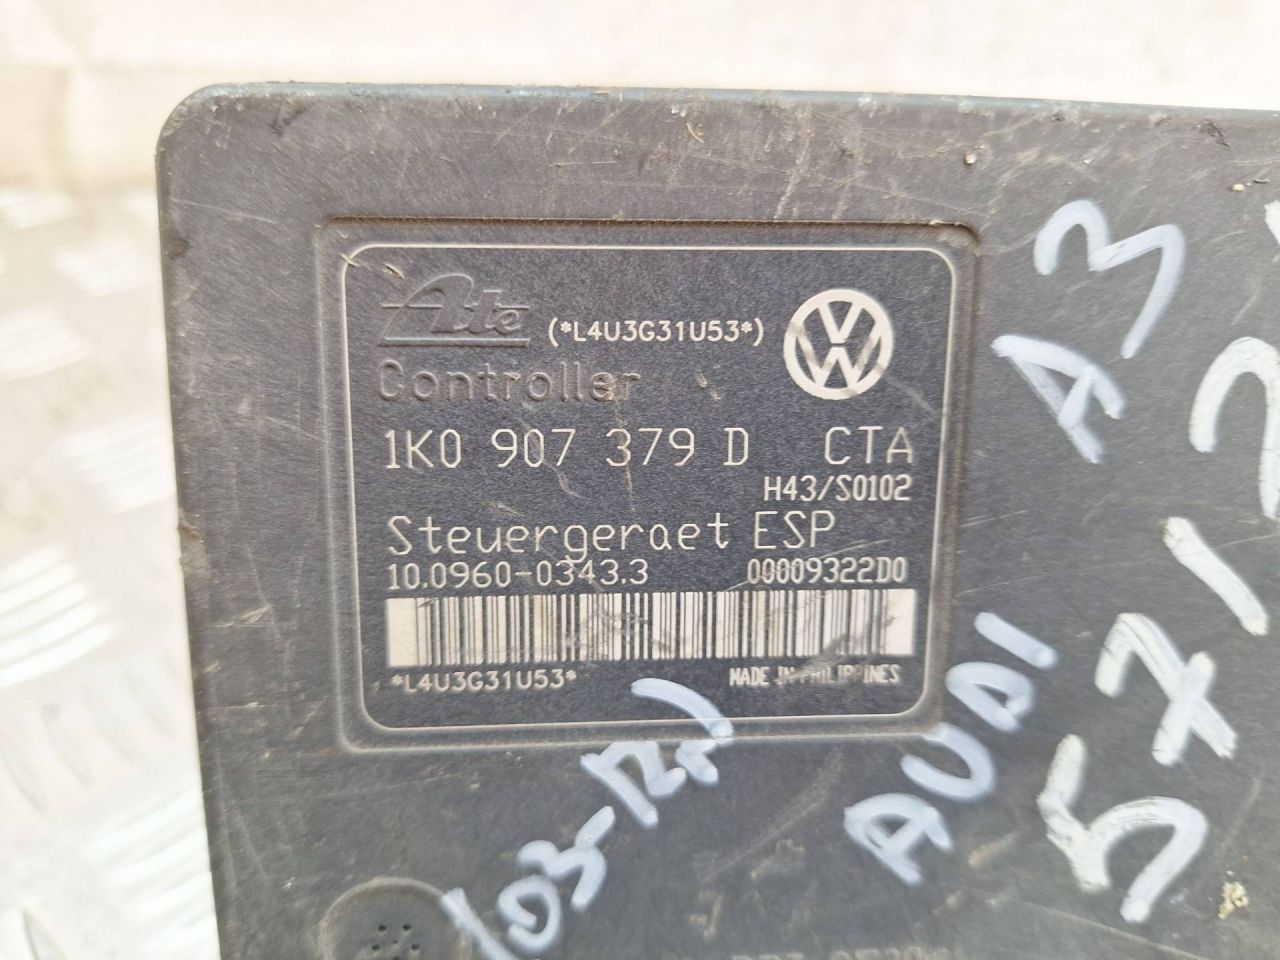 Ate (*L4U3G31U53*)
Controller
1K0 907 379 D CTA
H43/S0102
Steuergeraet ESP
10.0960-0343.3 00009322D0
*L4U3G31U53* MADE IN PHILIPPINES
AUDI A3